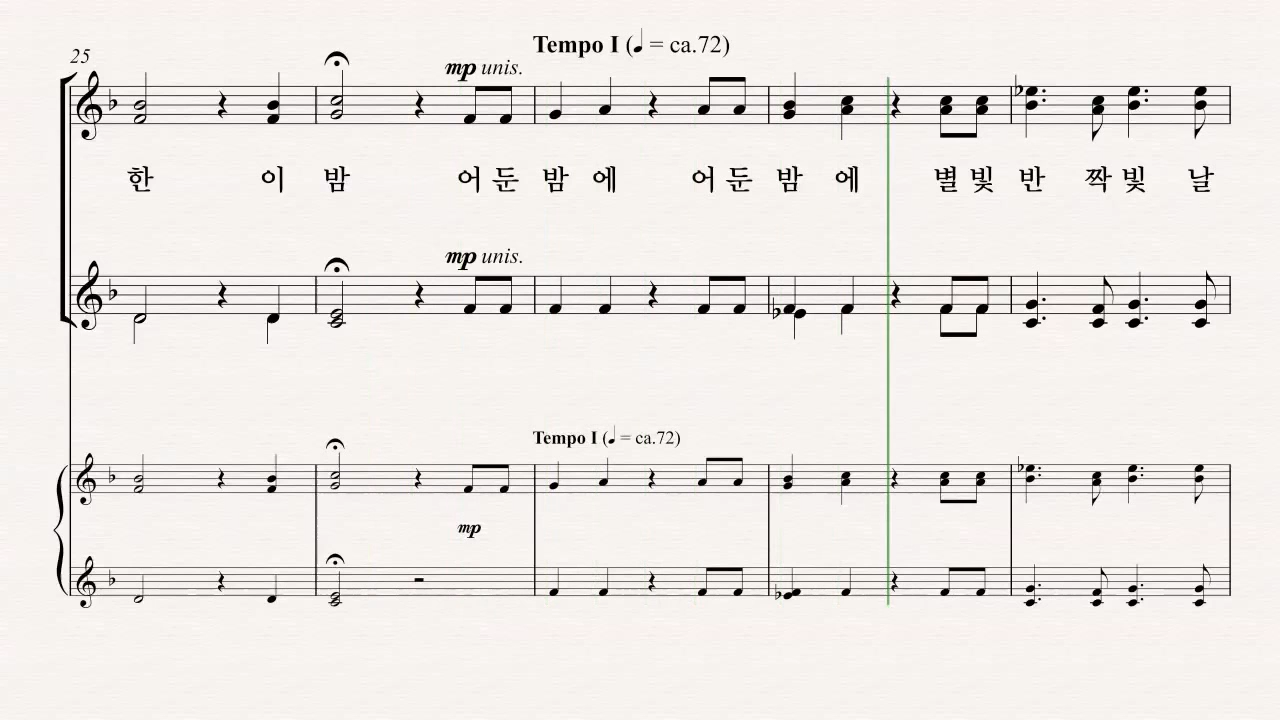 25
Tempo I (♩ = ca.72)
mp unis.
한 이 밤 어 둔 밤 에 어 둔 밤 에 별 빛 반 짝 빛 날
mp unis.
Tempo I (♩ = ca.72)
mp